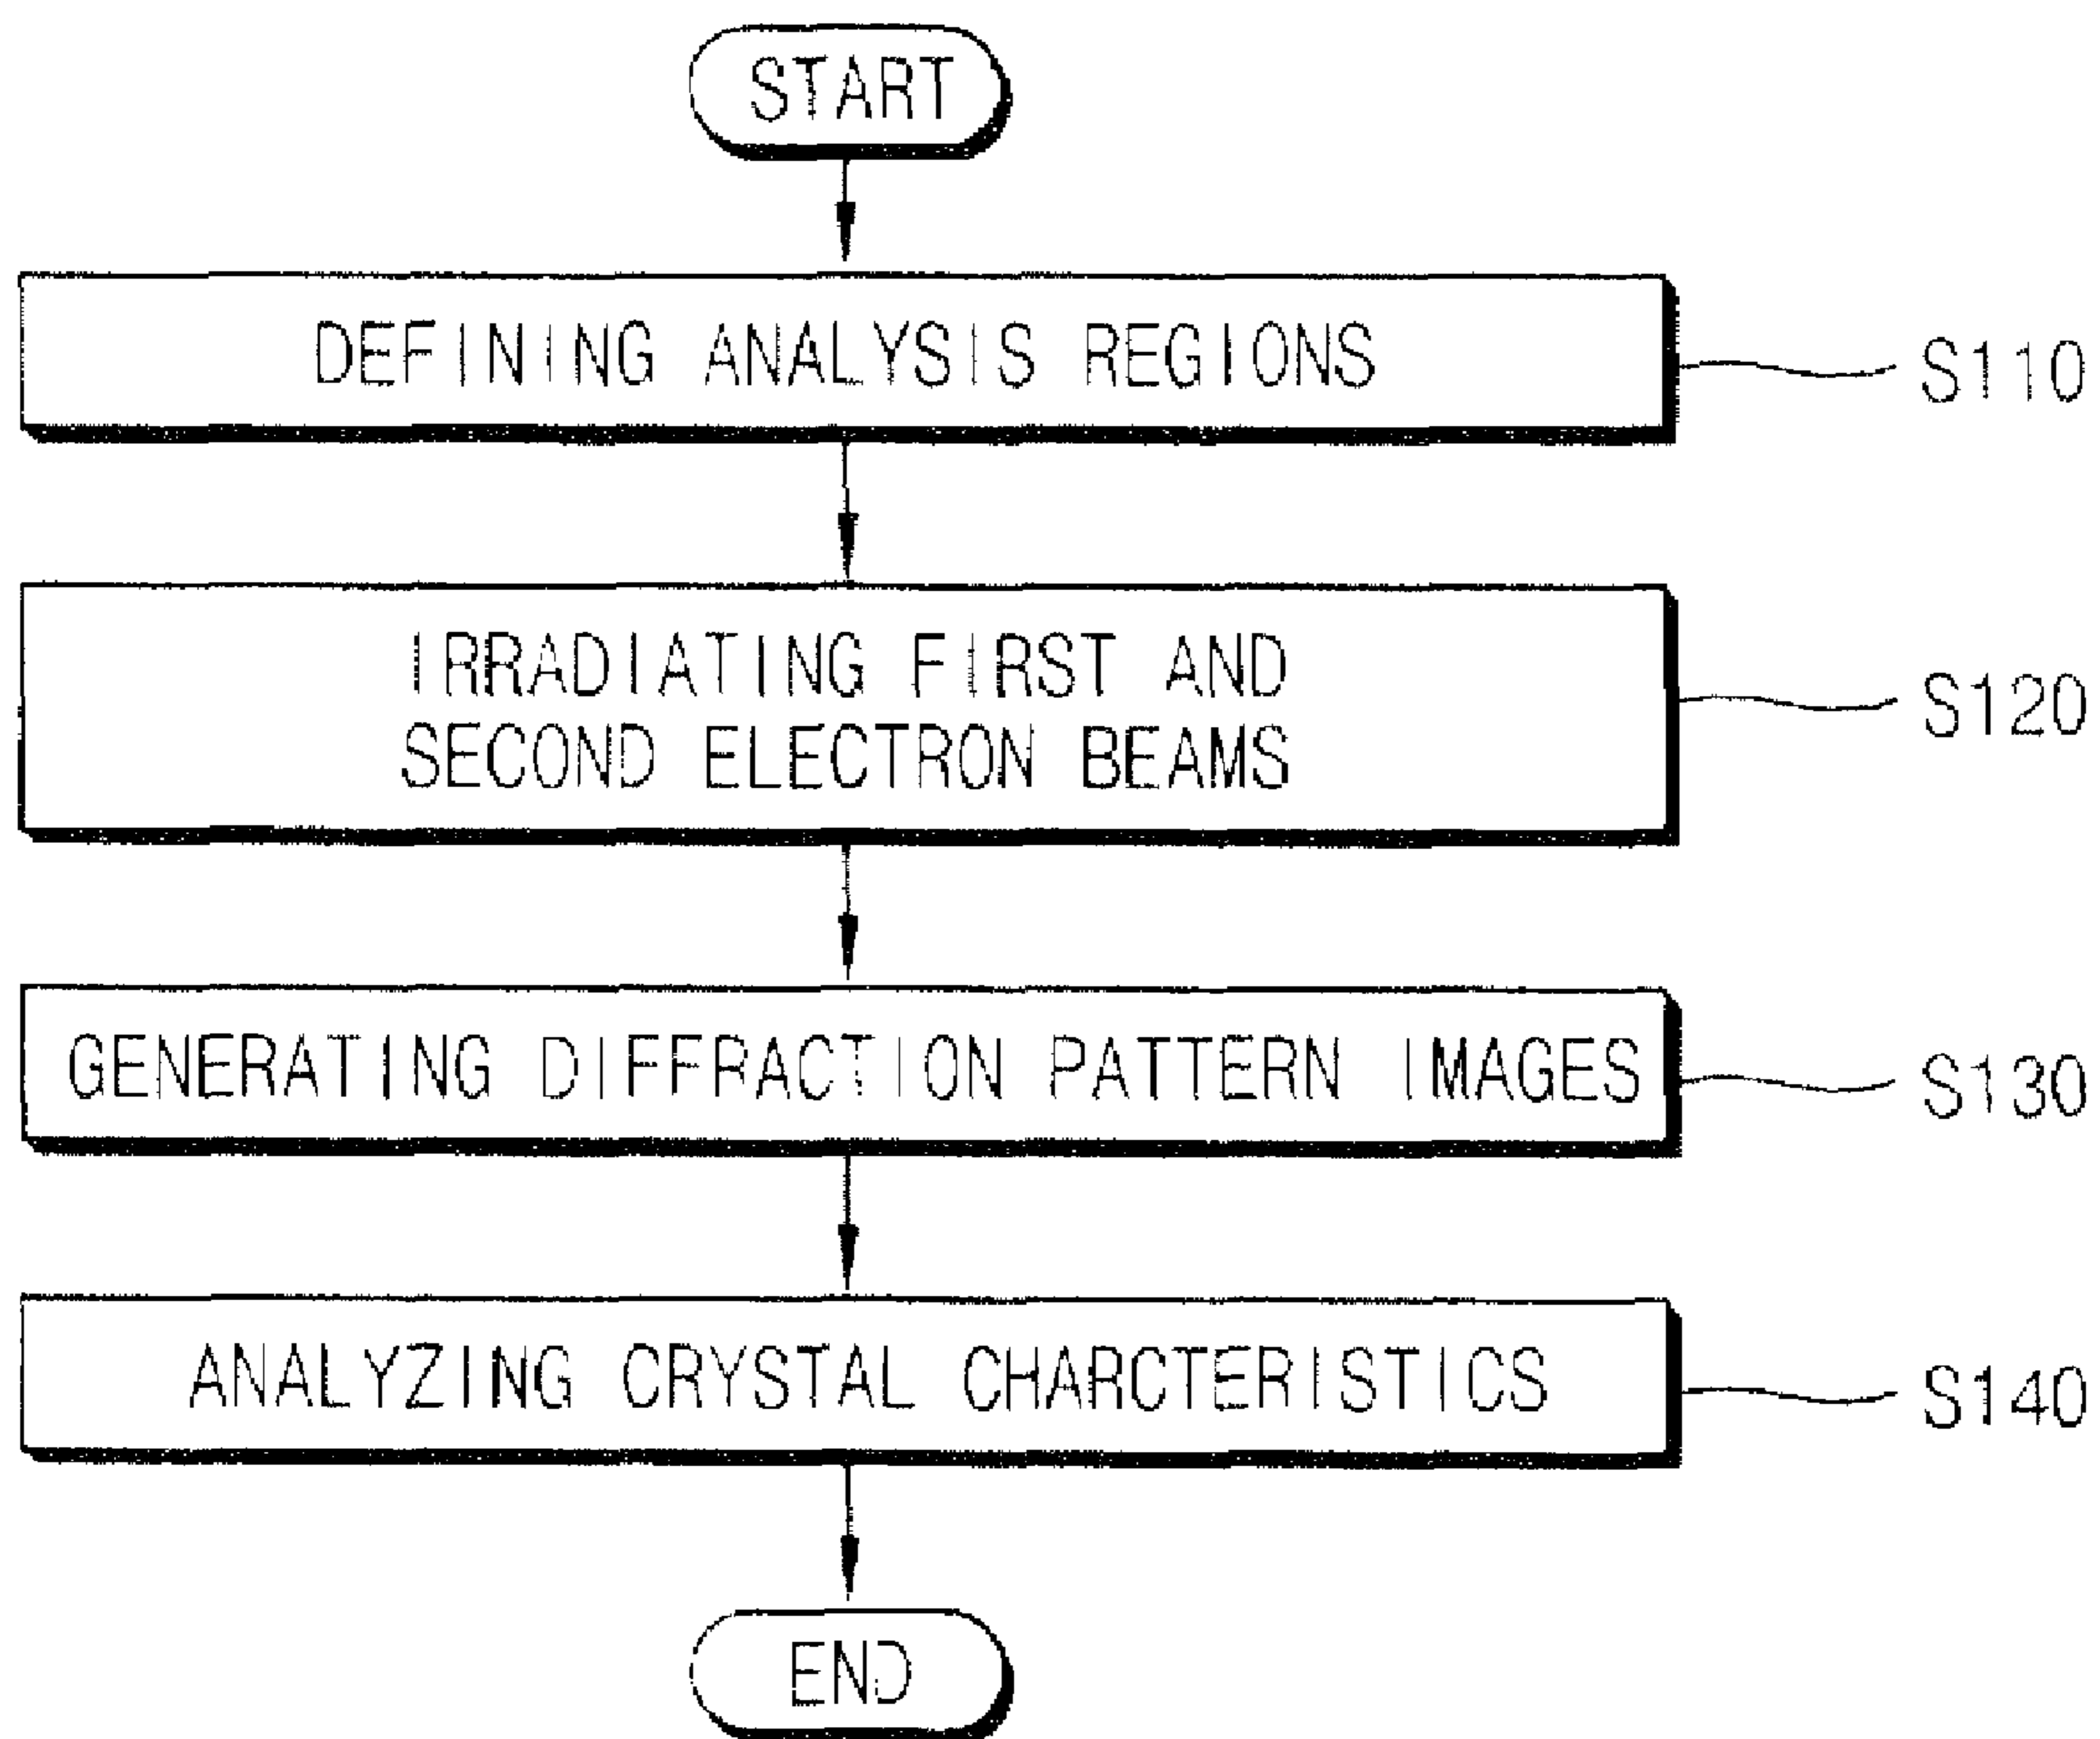 START
DEFINING ANALYSIS REGIONS
S110
IRRADIATING FIRST AND
SECOND ELECTRON BEAMS
S120
GENERATING DIFFRACTION PATTERN IMAGES
S130
ANALYZING CRYSTAL CHARCTERISTICS
S140
END